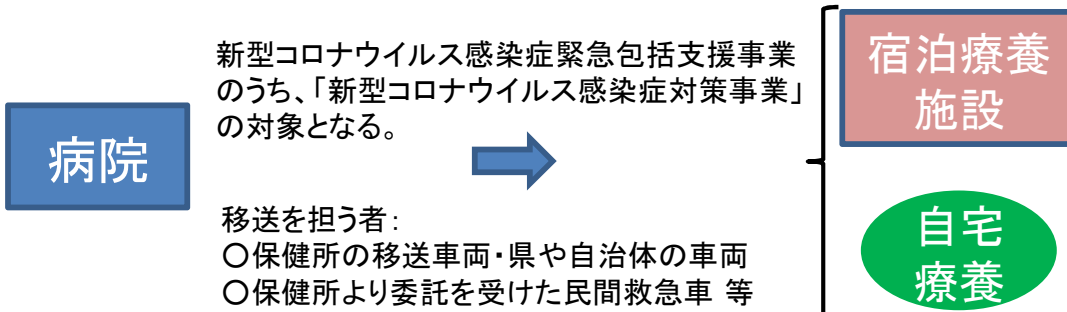 病院
新型コロナウイルス感染症緊急包括支援事業
のうち、「新型コロナウイルス感染症対策事業」
の対象となる。
移送を担う者：
○保健所の移送車両・県や自治体の車両
○保健所より委託を受けた民間救急車 等
宿泊療養
施設
自宅
療養